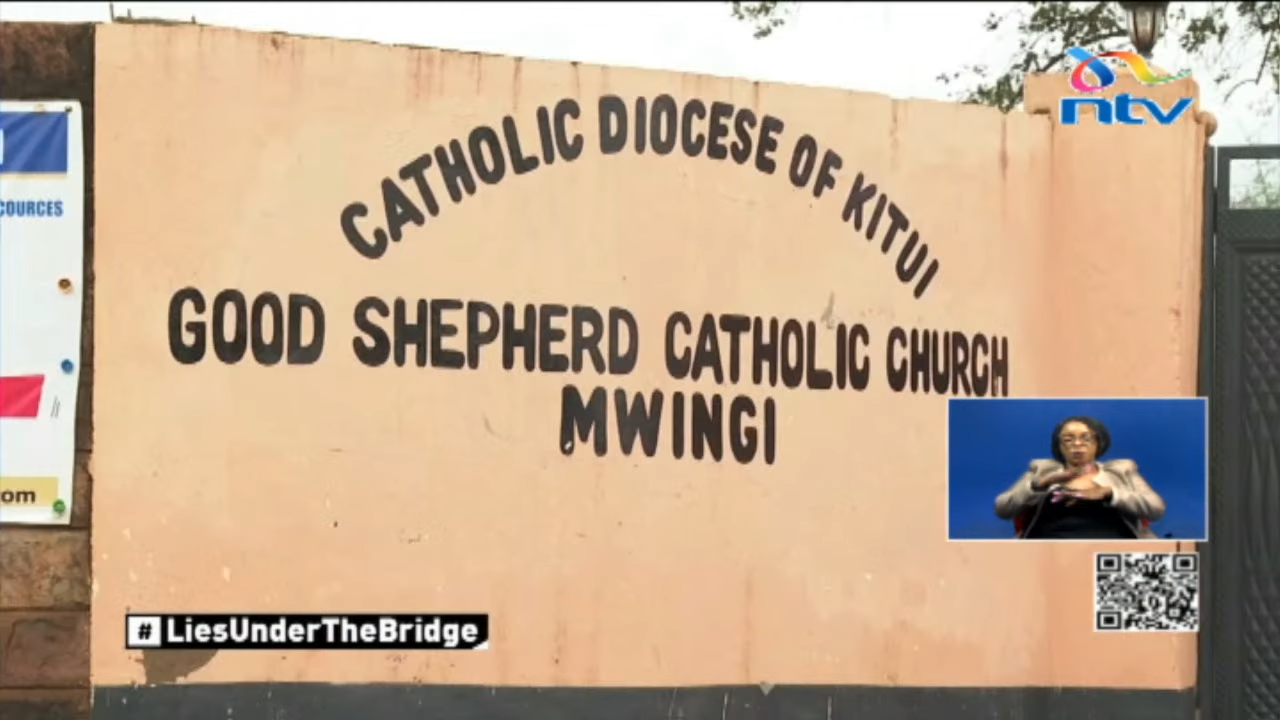 ntv
CATHOLIC DIOCESE OF KITUI
COURCES
GOOD SHEPHERD CATHOLIC CHURCH
MWINGI
om
# LiesUnderTheBridge